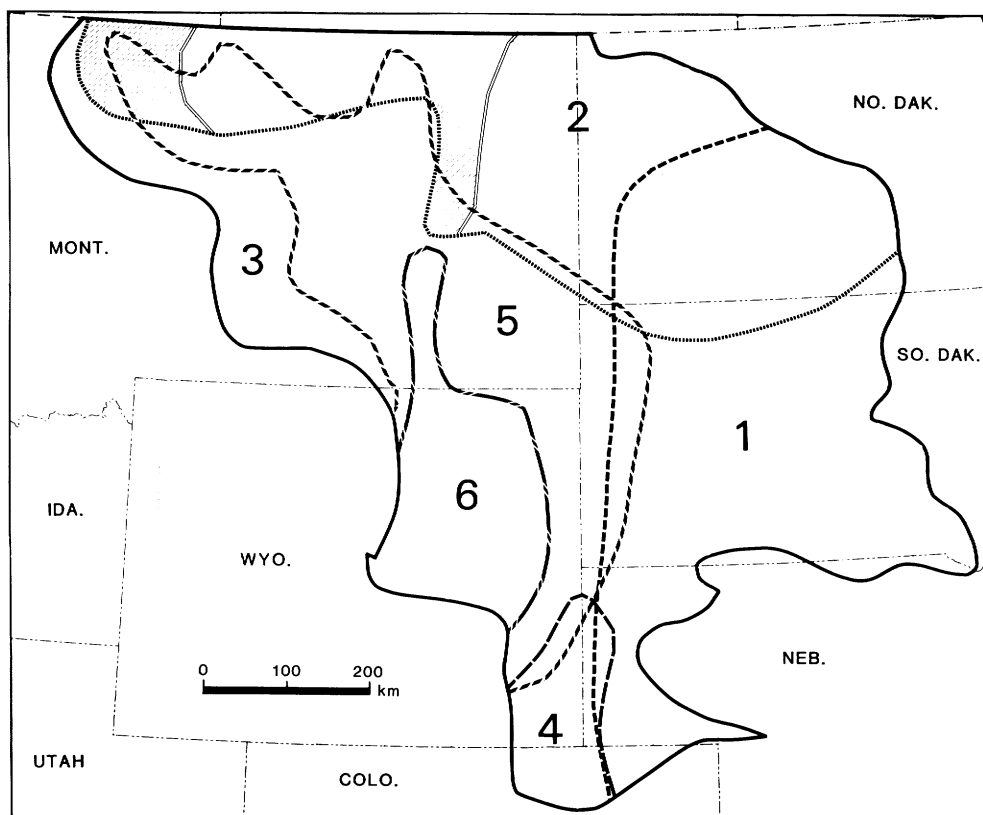 NO. DAK.
2
MONT.
3
5
SO. DAK.
1
6
IDA.
WYO.
NEB.
0 100 200
km
4
UTAH
COLO.